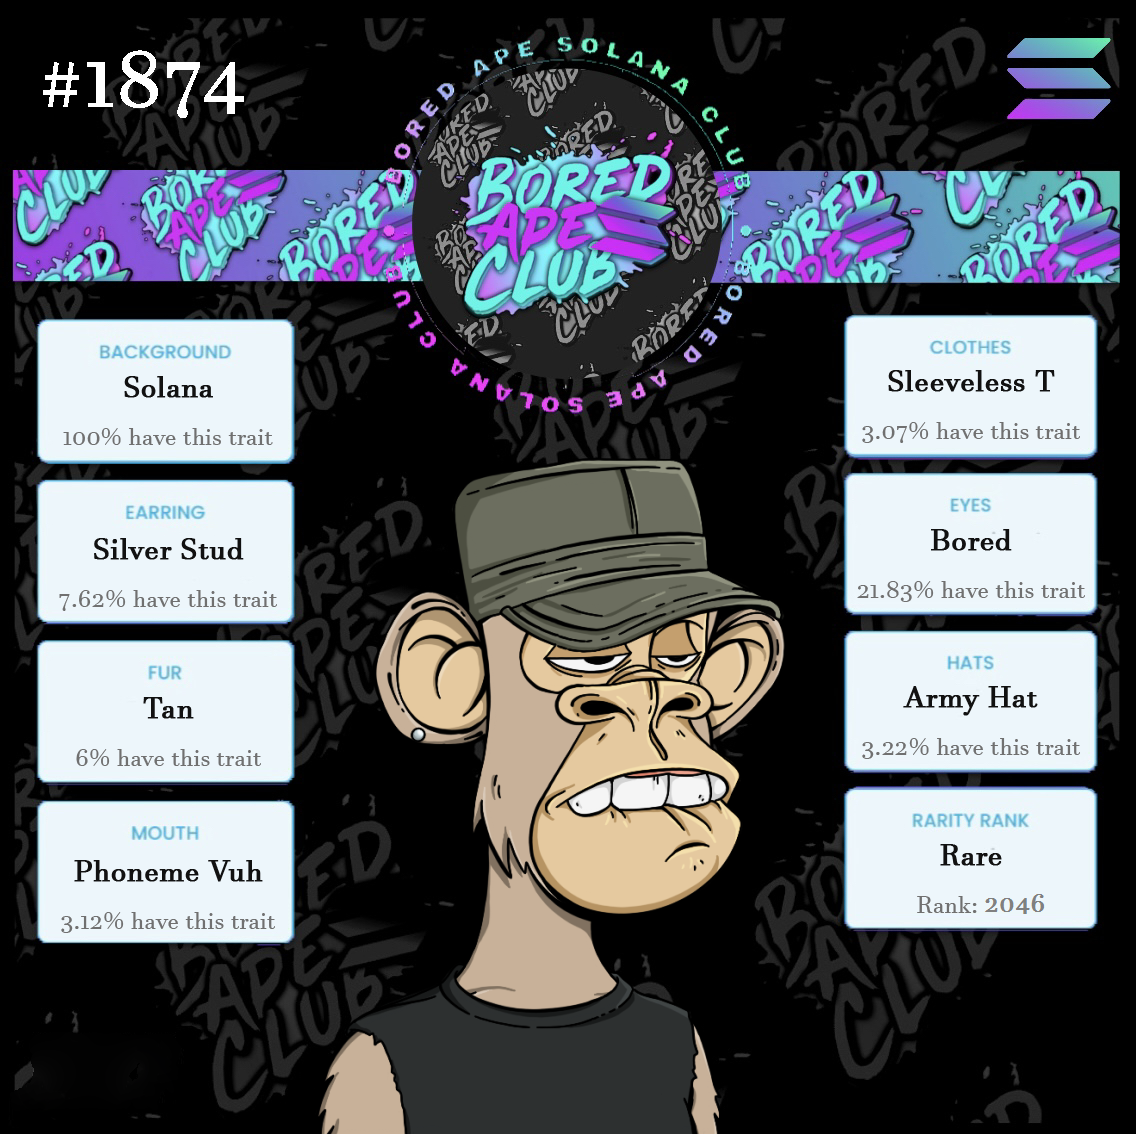 #1874
BORED APE SOLANA CLUB
BORED APE SOLANA CLUB
BORED
APE
CLUB
BACKGROUND
Solana
100% have this trait
EARRING
Silver Stud
7.62% have this trait
FUR
Tan
6% have this trait
MOUTH
Phoneme Vuh
3.12% have this trait
CLOTHES
Sleeveless T
3.07% have this trait
EYES
Bored
21.83% have this trait
HATS
Army Hat
3.22% have this trait
RARITY RANK
Rare
Rank: 2046